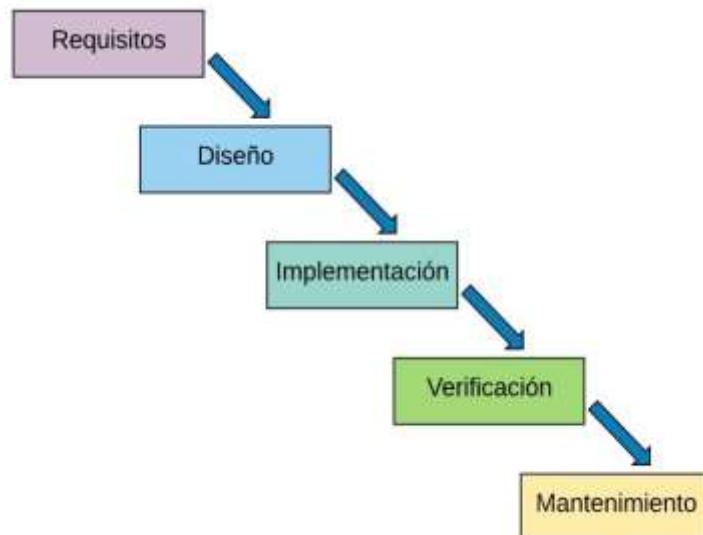 Requisitos
Diseño
Implementación
Verificación
Mantenimiento